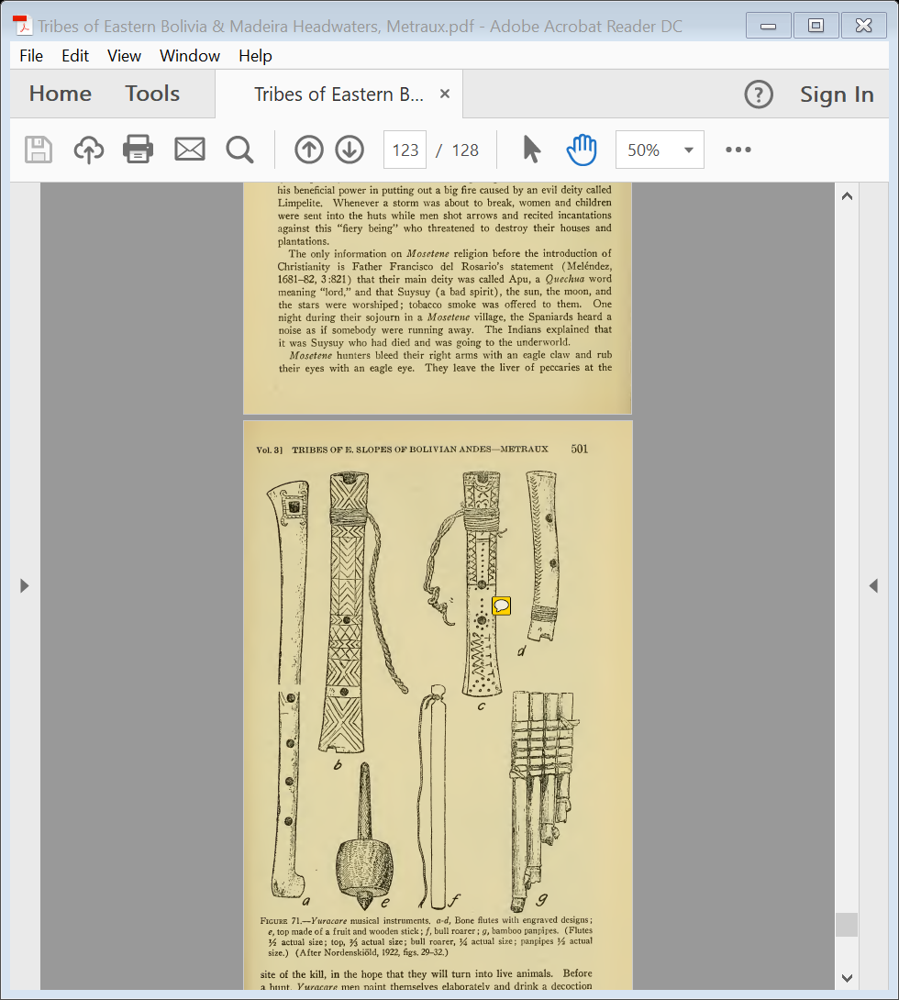 Tribes of Eastern Bolivia & Madeira Headwaters, Metraux.pdf - Adobe Acrobat Reader DC
File Edit View Window Help
Home Tools Tribes of Eastern B... × ? Sign In
123 / 128 50%
his beneficial power in putting out a big fire caused by an evil deity called
Limpelite. Whenever a storm was about to break, women and children
were sent into the huts while men shot arrows and recited incantations
against this “fiery being” who threatened to destroy their houses and
plantations.
The only information on Mosetene religion before the introduction of
Christianity is Father Francisco del Rosario's statement (Meléndez,
1681–82, 3:821) that their main deity was called Apu, a Quechua word
meaning “lord,” and that Suysuy (a bad spirit), the sun, the moon, and
the stars were worshiped; tobacco smoke was offered to them. One
night during their sojourn in a Mosetene village, the Spaniards heard a
noise as if somebody were running away. The Indians explained that
it was Suysuy who had died and was going to the underworld.
Mosetene hunters bleed their right arms with an eagle claw and rub
their eyes with an eagle eye. They leave the liver of peccaries at the
Vol. 3] TRIBES OF E. SLOPES OF BOLIVIAN ANDES—METRAUX 501
d
c
b
a e f g
FIGURE 71.—Yuracare musical instruments. a-d, Bone flutes with engraved designs;
e, top made of a fruit and wooden stick; f, bull roarer; g, bamboo panpipes. (Flutes
½ actual size; top, ⅔ actual size; bull roarer, ¼ actual size; panpipes ½ actual
size.) (After Nordenskiöld, 1922, figs. 29–32.)
site of the kill, in the hope that they will turn into live animals. Before
a hunt, Yuracare men paint themselves elaborately and drink a decoction